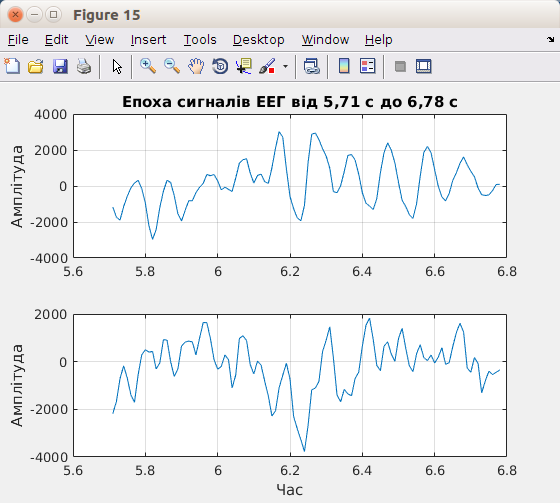 Figure 15
File Edit View Insert Tools Desktop Window Help
Епоха сигналів ЕЕГ від 5,71 с до 6,78 с
4000
2000
0
-2000
-4000
Амплітуда
5.6 5.8 6 6.2 6.4 6.6 6.8
2000
0
-2000
-4000
Амплітуда
5.6 5.8 6 6.2 6.4 6.6 6.8
Час